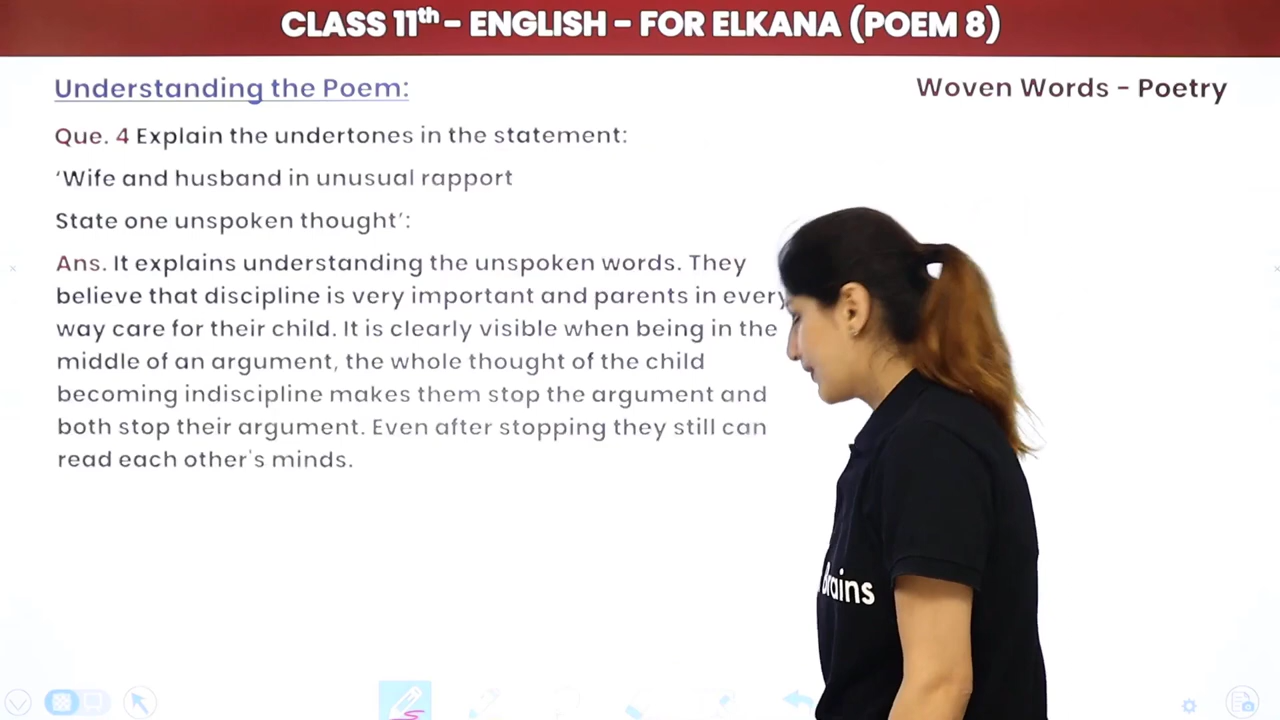 CLASS 11th - ENGLISH - FOR ELKANA (POEM 8)
Understanding the Poem:
Woven Words - Poetry
Que. 4 Explain the undertones in the statement:
‘Wife and husband in unusual rapport
State one unspoken thought’:
Ans. It explains understanding the unspoken words. They
believe that discipline is very important and parents in every
way care for their child. It is clearly visible when being in the
middle of an argument, the whole thought of the child
becoming indiscipline makes them stop the argument and
both stop their argument. Even after stopping they still can
read each other's minds.
Brains